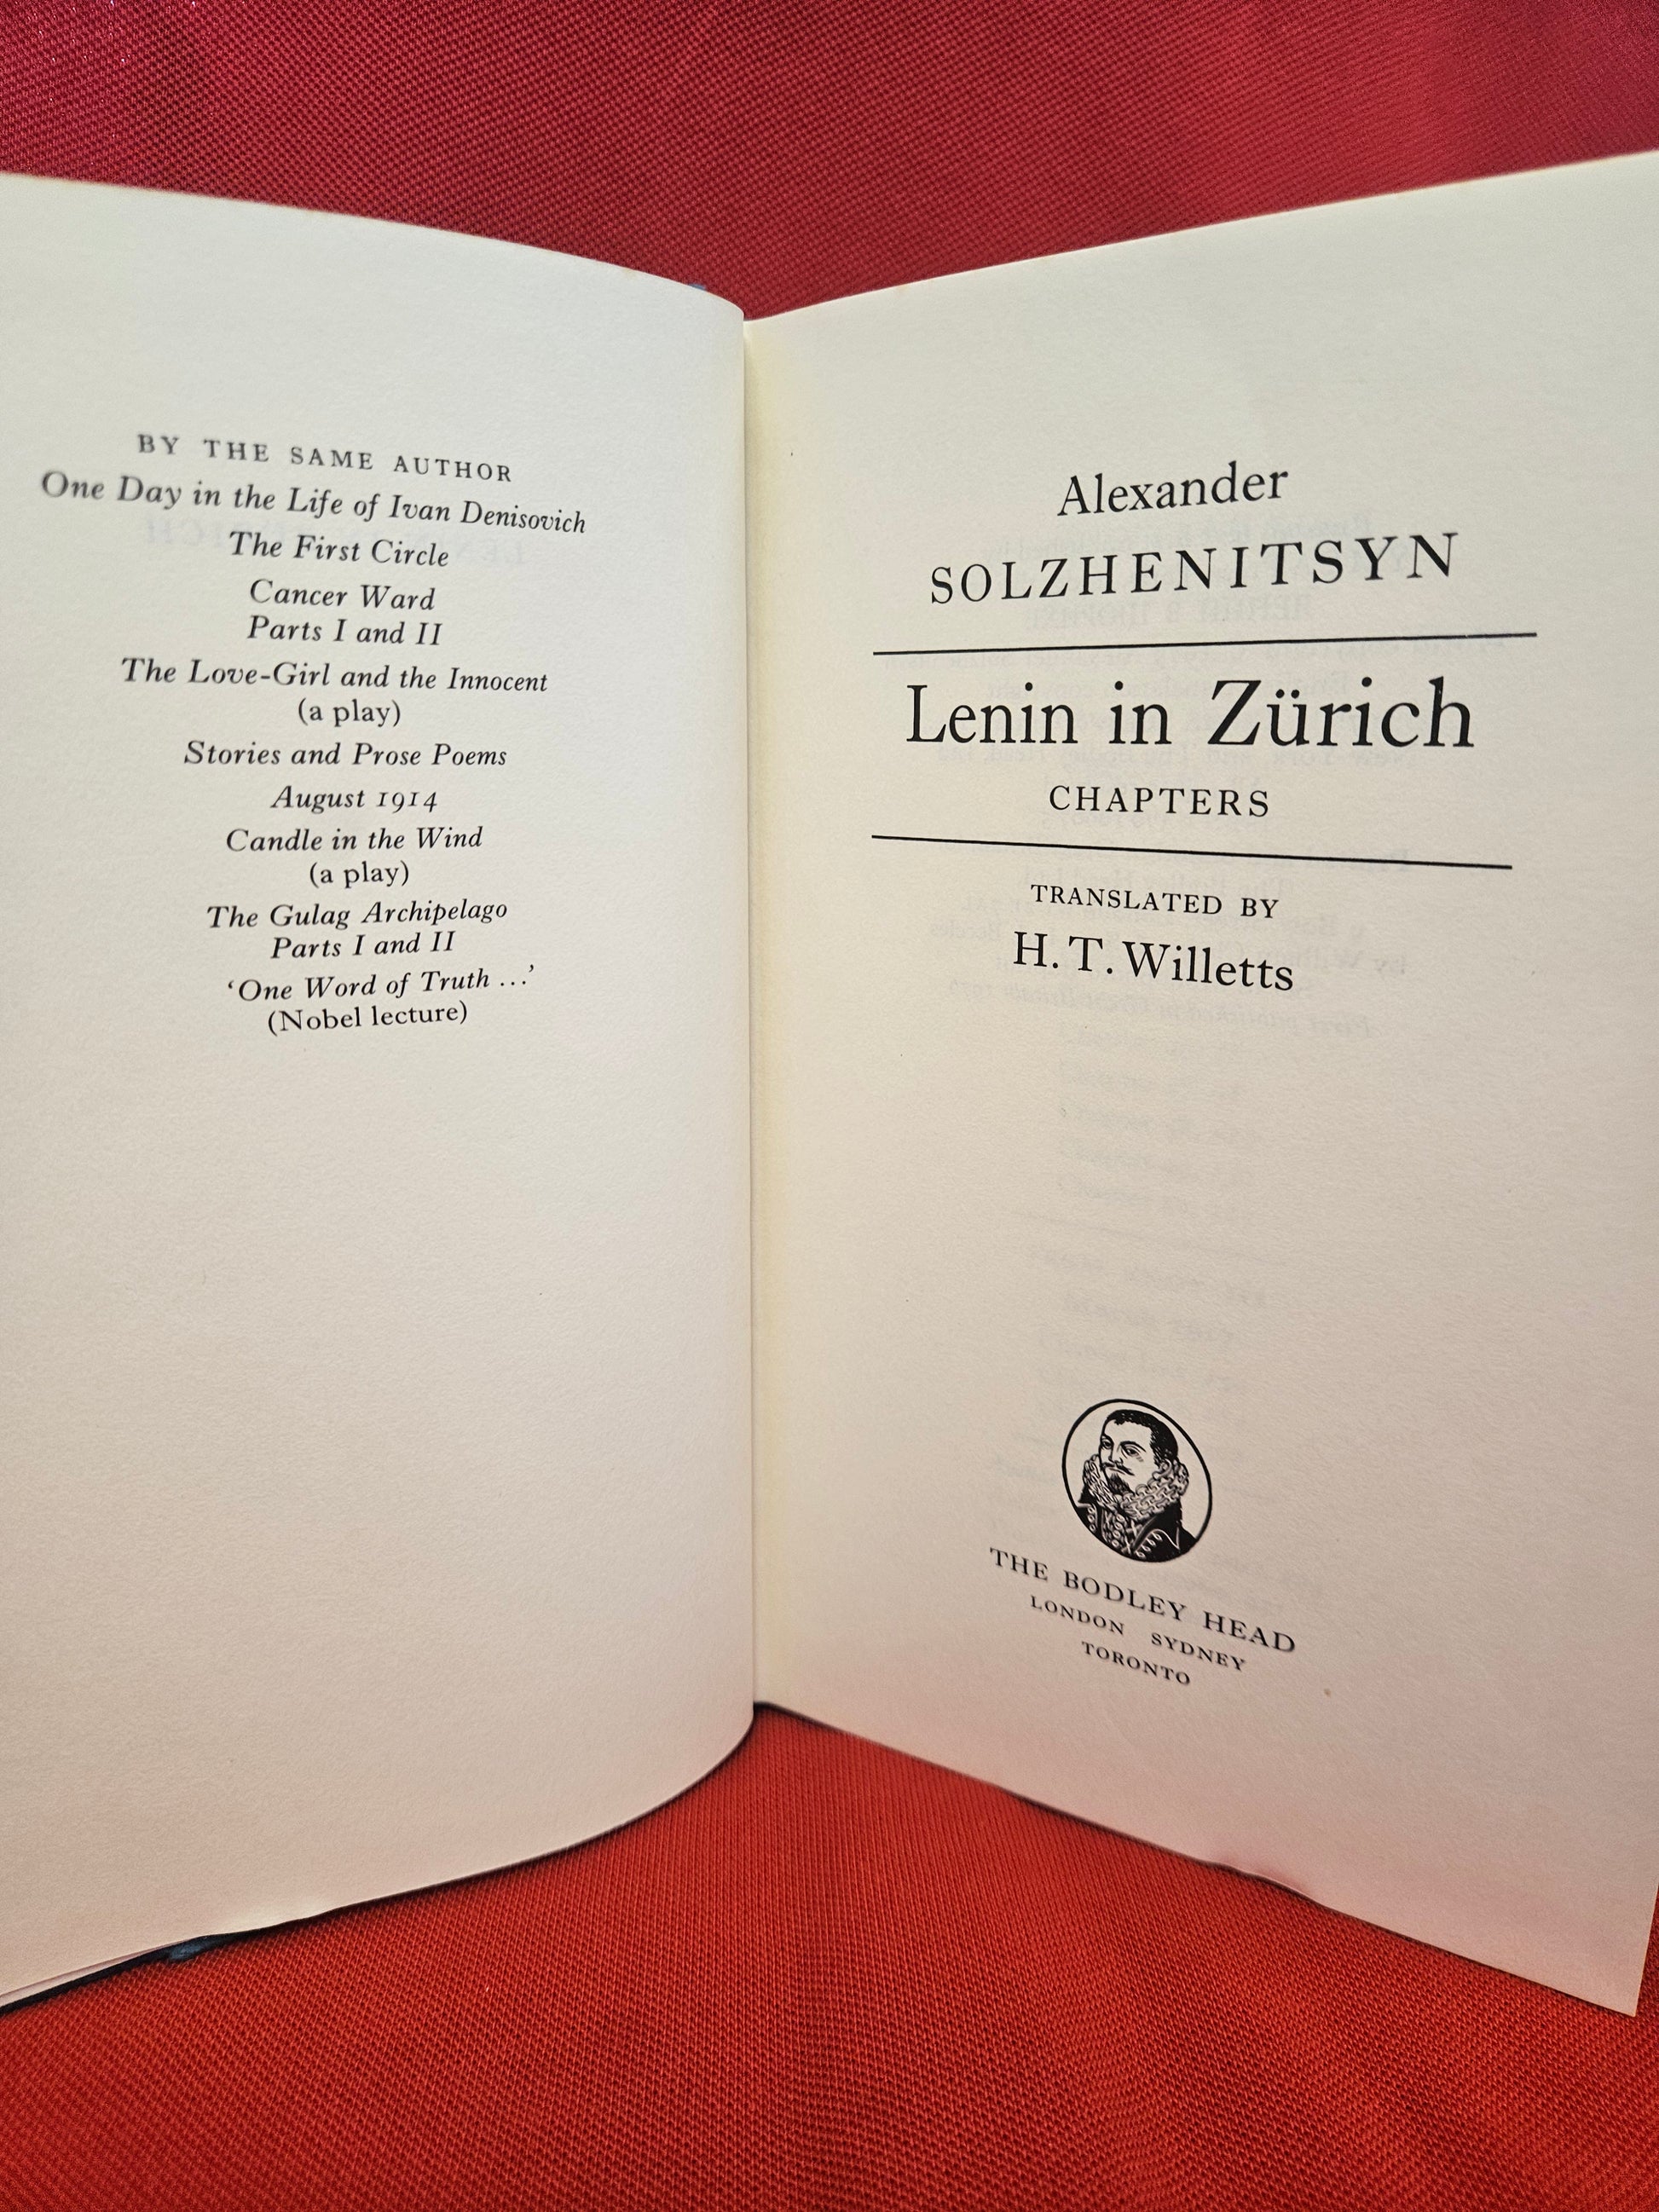 BY THE SAME AUTHOR
One Day in the Life of Ivan Denisovich
The First Circle
Cancer Ward
Parts I and II
The Love-Girl and the Innocent
(a play)
Stories and Prose Poems
August 1914
Candle in the Wind
(a play)
The Gulag Archipelago
Parts I and II
‘One Word of Truth ...’
(Nobel lecture)
Alexander
SOLZHENITSYN
Lenin in Zürich
CHAPTERS
TRANSLATED BY
H. T. Willetts
THE BODLEY HEAD
LONDON SYDNEY
TORONTO